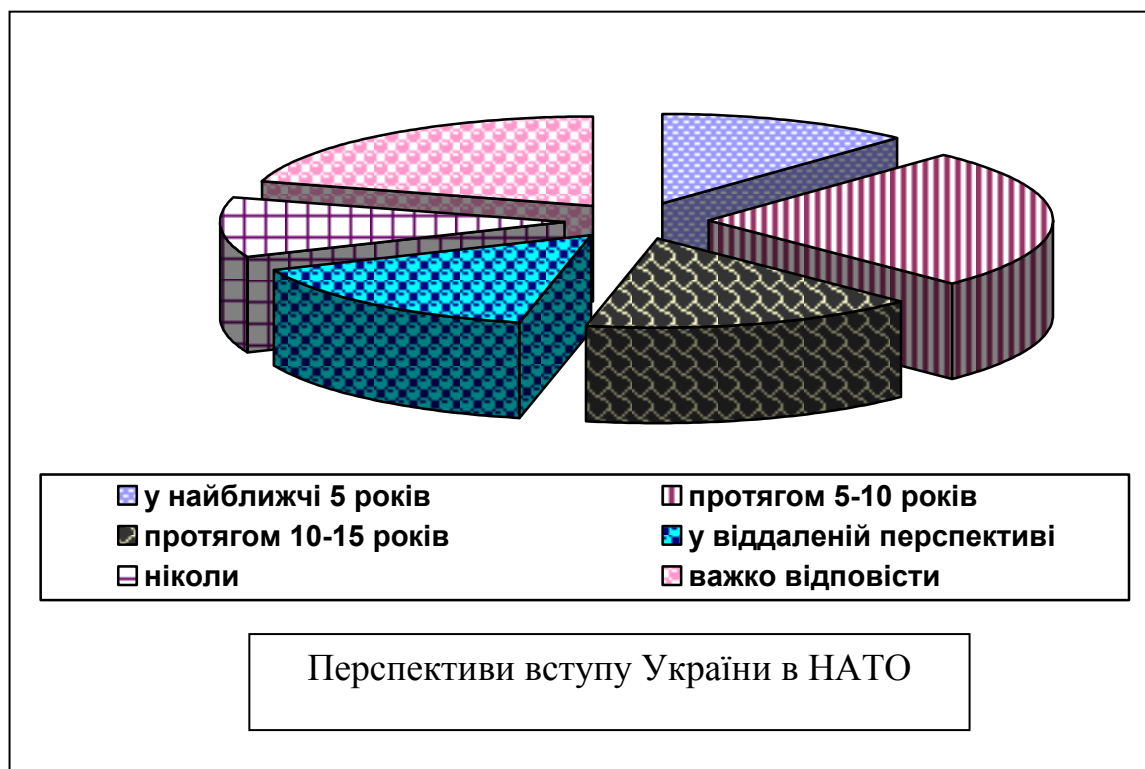 у найближчі 5 років
протягом 5-10 років
протягом 10-15 років
у віддаленій перспективі
ніколи
важко відповісти
Перспективи вступу України в НАТО